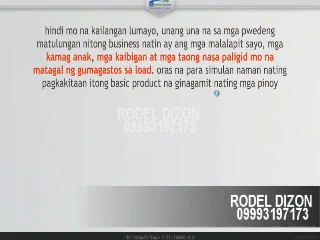 hindi mo na kailangan lumayo, unang una na sa mga pwedeng
matulungan nitong business natin ay ang mga malalapit sayo, mga
kamag anak, mga kaibigan at mga taong nasa paligid mo na
matagal ng gumagastos sa load. oras na para simulan naman nating
pagkakitaan itong basic product na ginagamit nating mga pinoy
RODEL DIZON
09993197173
RODEL DIZON
09993197173